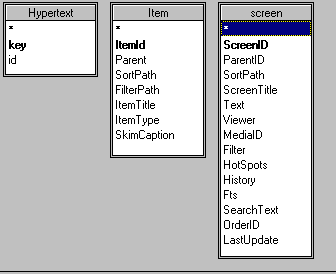 Hypertext
*
key
id
Item
*
ItemId
Parent
SortPath
FilterPath
ItemTitle
ItemType
SkimCaption
screen
*
ScreenID
ParentID
SortPath
ScreenTitle
Text
Viewer
MediaID
Filter
HotSpots
History
Fts
SearchText
OrderID
LastUpdate